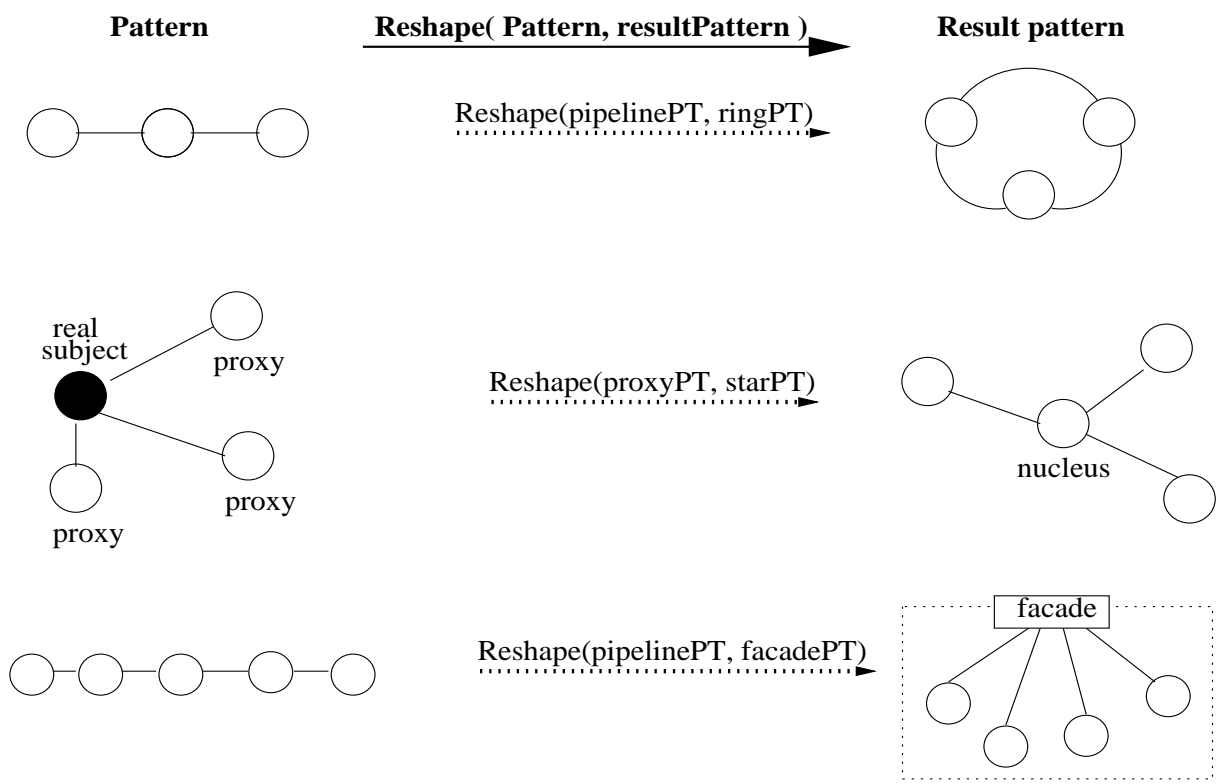 Pattern
Reshape( Pattern, resultPattern )
Result pattern
Reshape(pipelinePT, ringPT)
real
subject
proxy
proxy
proxy
Reshape(proxyPT, starPT)
nucleus
Reshape(pipelinePT, facadePT)
facade